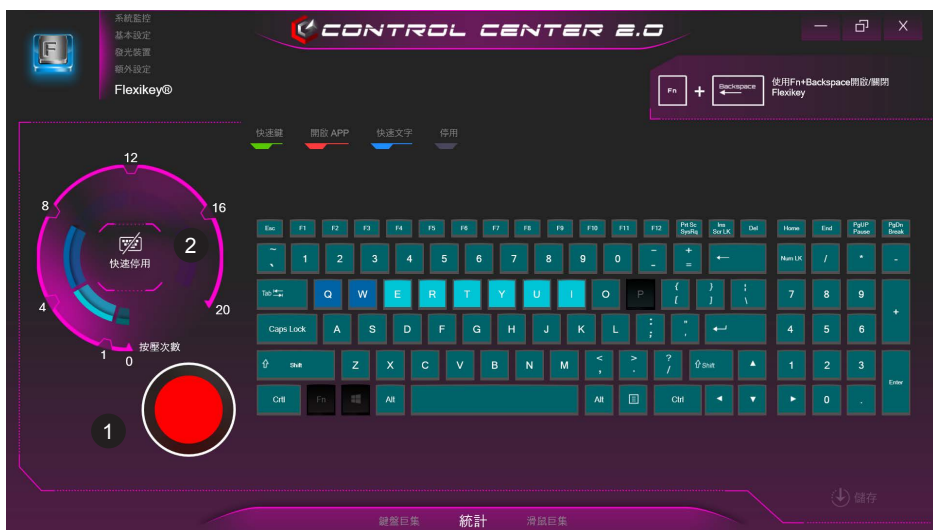 系統監控
基本設定
發光裝置
額外設定
Flexikey®
F
CONTROL CENTER 2.0
Fn + Backspace
使用Fn+Backspace開啟/關閉
Flexikey
快速鍵 開啟 APP 快速文字 停用
12
8 16
2
快速停用
4 20
1 0 按壓次數
1
Esc F1 F2 F3 F4 F5 F6 F7 F8 F9 F10 F11 F12 Prt Sc SysRq Ins Scr LK Del Home End PgUP Pause PgDn Break
~ 、 1 2 3 4 5 6 7 8 9 0 - - + = ← Num LK / * -
Tab Q W E R T Y U I O P { [ } ] ¦ \ 7 8 9 +
Caps Lock A S D F G H J K L : ; " ' 4 5 6
Shift Z X C V B N M < , > . ? / Shift ▲ 1 2 3 Enter
Crtl Fn Alt Alt Ctrl ◄ ▼ ► 0 .
儲存
鍵盤巨集 統計 滑鼠巨集